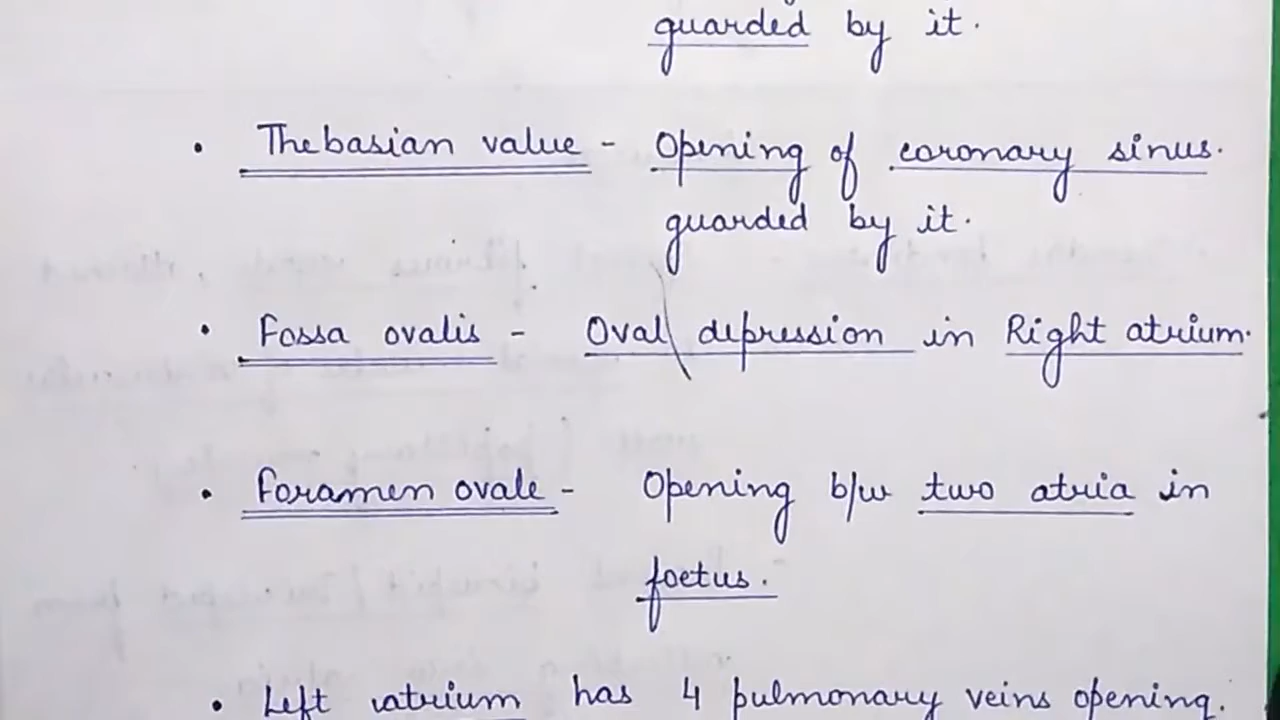 guarded by it.
• Thebasian value - Opening of coronary sinus.
guarded by it.
• Fossa ovalis - Oval depression in Right atrium.
• Foramen ovale - Opening b/w two atria in
foetus.
• Left atrium has 4 pulmonary veins opening.